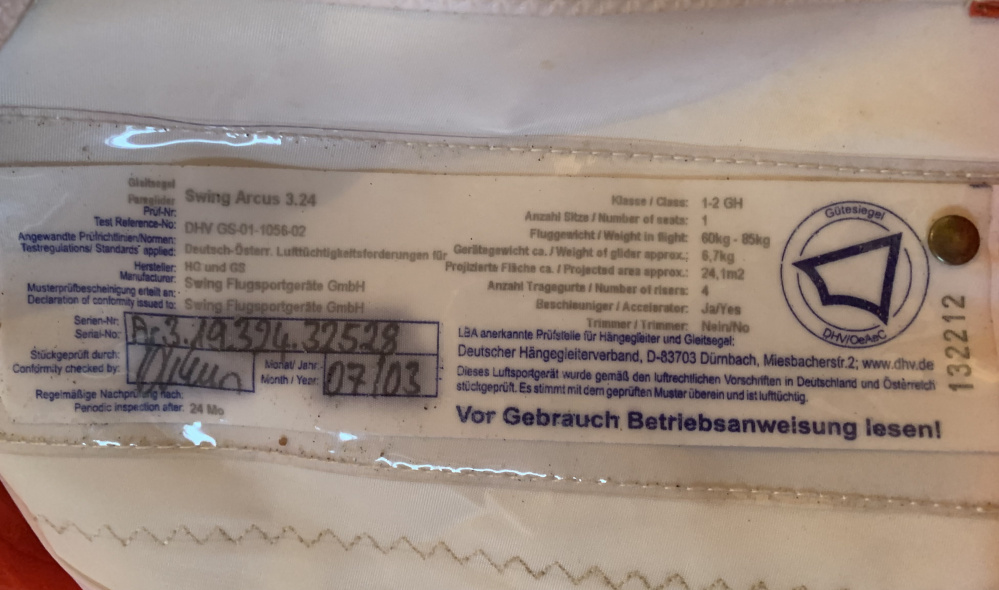 Gleitsegel
Paraglider
Swing Arcus 3.24
Pruf-Nr:
Test Reference-No:
DHV GS-01-1056-02
Angewandte Prüfrichtlinien/Normen:
Testregulations/ Standards' applied:
Deutsch-Österr. Lufttüchtigkeitsforderungen für
HG und GS
Hersteller:
Manufacturer:
Swing Flugsportgeräte GmbH
Musterprüfbescheinigung erteilt an:
Declaration of conformity issued to:
Swing Flugsportgeräte GmbH
Serien-Nr:
Serial-No:
Ar.3.19.394.32528
Stückgeprüft durch:
Conformity checked by:
Monat/ Jahr:
Month / Year:
07/03
Regelmäßige Nachprüfung nach:
Periodic inspection after:
24 Mo
Klasse / Class: 1-2 GH
Anzahl Sitze / Number of seats: 1
Fluggewicht / Weight in flight: 60kg - 85kg
Gerätegewicht ca. / Weight of glider approx.; 6,7kg
Projizierte Fläche ca. / Projected area approx.: 24,1m2
Anzahl Tragegurte / Number of risers: 4
Beschleuniger / Accelerator: Ja/Yes
Trimmer / Trimmer: Nein/No
LBA anerkannte Prüfstelle für Hängegleiter und Gleitsegel:
Deutscher Hängegleiterverband, D-83703 Dürnbach, Miesbacherstr.2; www.dhv.de
Dieses Luftsportgerät wurde gemäß den luftrechtlichen Vorschriften in Deutschland und Österreich
stückgeprüft. Es stimmt mit dem geprüften Muster überein und ist lufttüchtig.
Vor Gebrauch Betriebsanweisung lesen!
Gütesiegel
DHV/OeAeC
132212